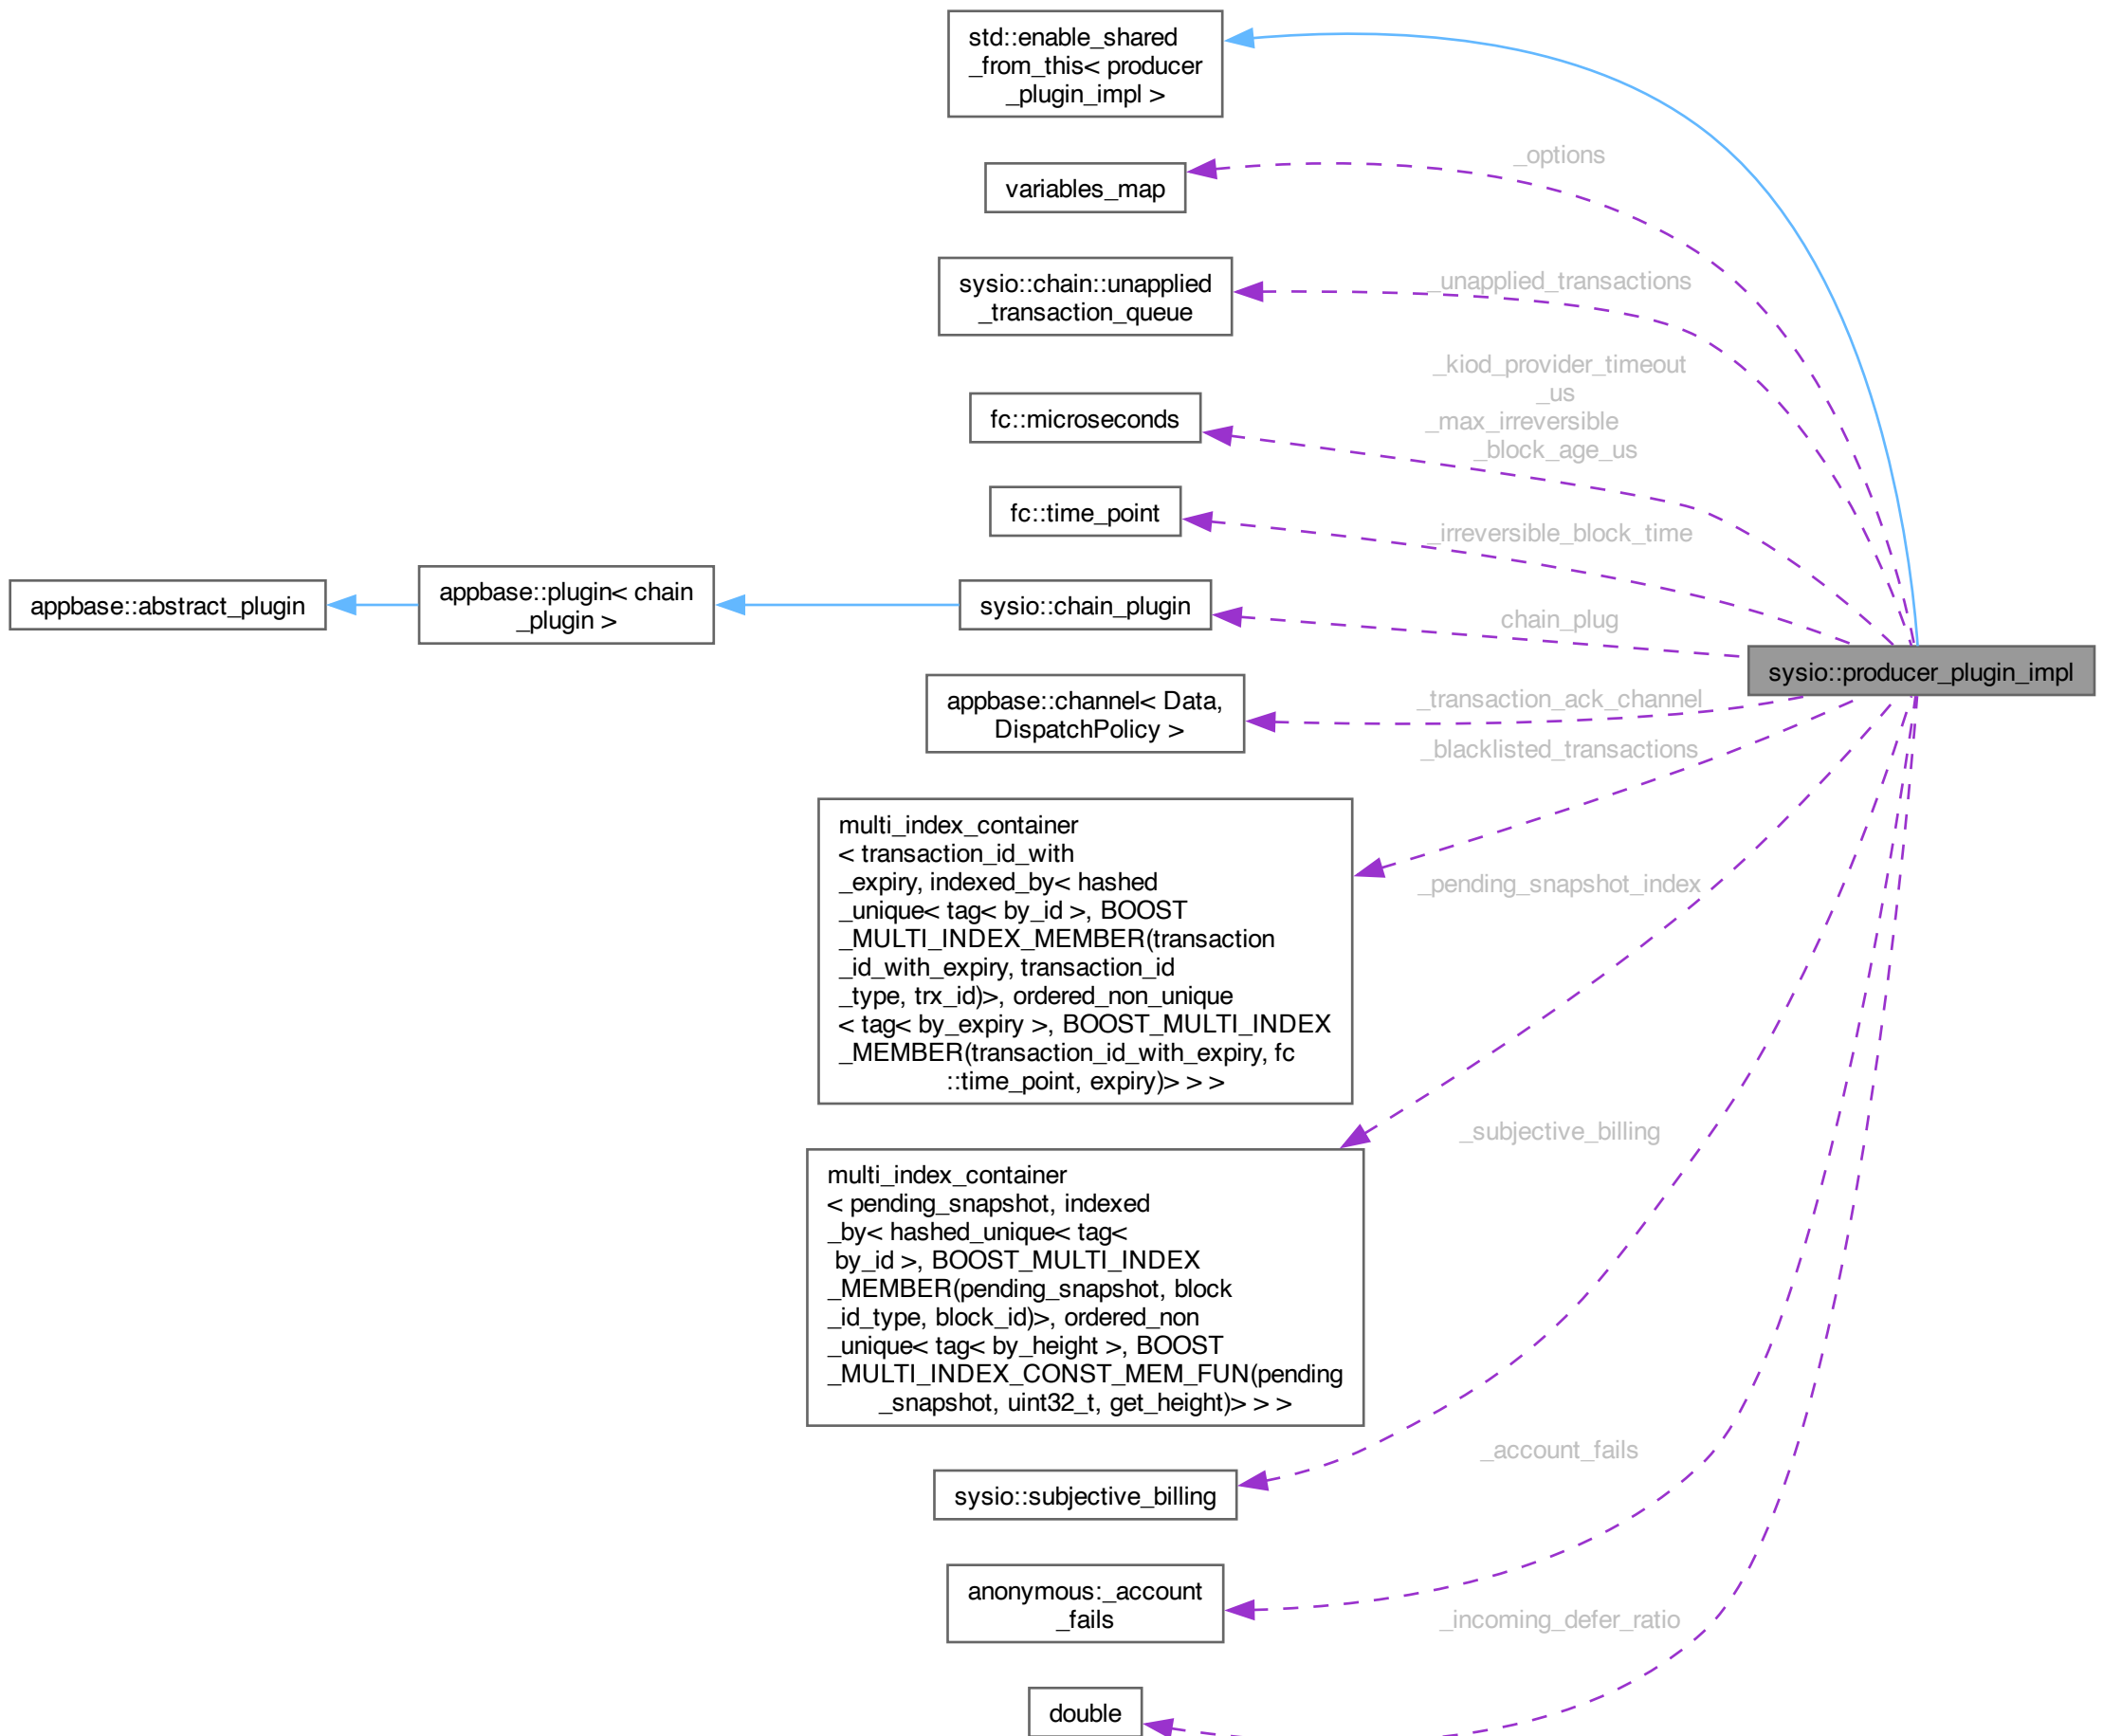 std::enable_shared
_from_this< producer
_plugin_impl >
_options
variables_map
_unapplied_transactions
sysio::chain::unapplied
_transaction_queue
_kiod_provider_timeout
_us
_max_irreversible
_block_age_us
fc::microseconds
fc::time_point
_irreversible_block_time
appbase::abstract_plugin
appbase::plugin< chain
_plugin >
sysio::chain_plugin
chain_plug
sysio::producer_plugin_impl
appbase::channel< Data,
DispatchPolicy >
_transaction_ack_channel
_blacklisted_transactions
multi_index_container
< transaction_id_with
_expiry, indexed_by< hashed
_unique< tag< by_id >, BOOST
_MULTI_INDEX_MEMBER(transaction
_id_with_expiry, transaction_id
_type, trx_id)>, ordered_non_unique
< tag< by_expiry >, BOOST_MULTI_INDEX
_MEMBER(transaction_id_with_expiry, fc
::time_point, expiry)> > >
_pending_snapshot_index
multi_index_container
< pending_snapshot, indexed
_by< hashed_unique< tag<
by_id >, BOOST_MULTI_INDEX
_MEMBER(pending_snapshot, block
_id_type, block_id)>, ordered_non
_unique< tag< by_height >, BOOST
_MULTI_INDEX_CONST_MEM_FUN(pending
_snapshot, uint32_t, get_height)> > >
_subjective_billing
sysio::subjective_billing
_account_fails
anonymous:_account
_fails
_incoming_defer_ratio
double